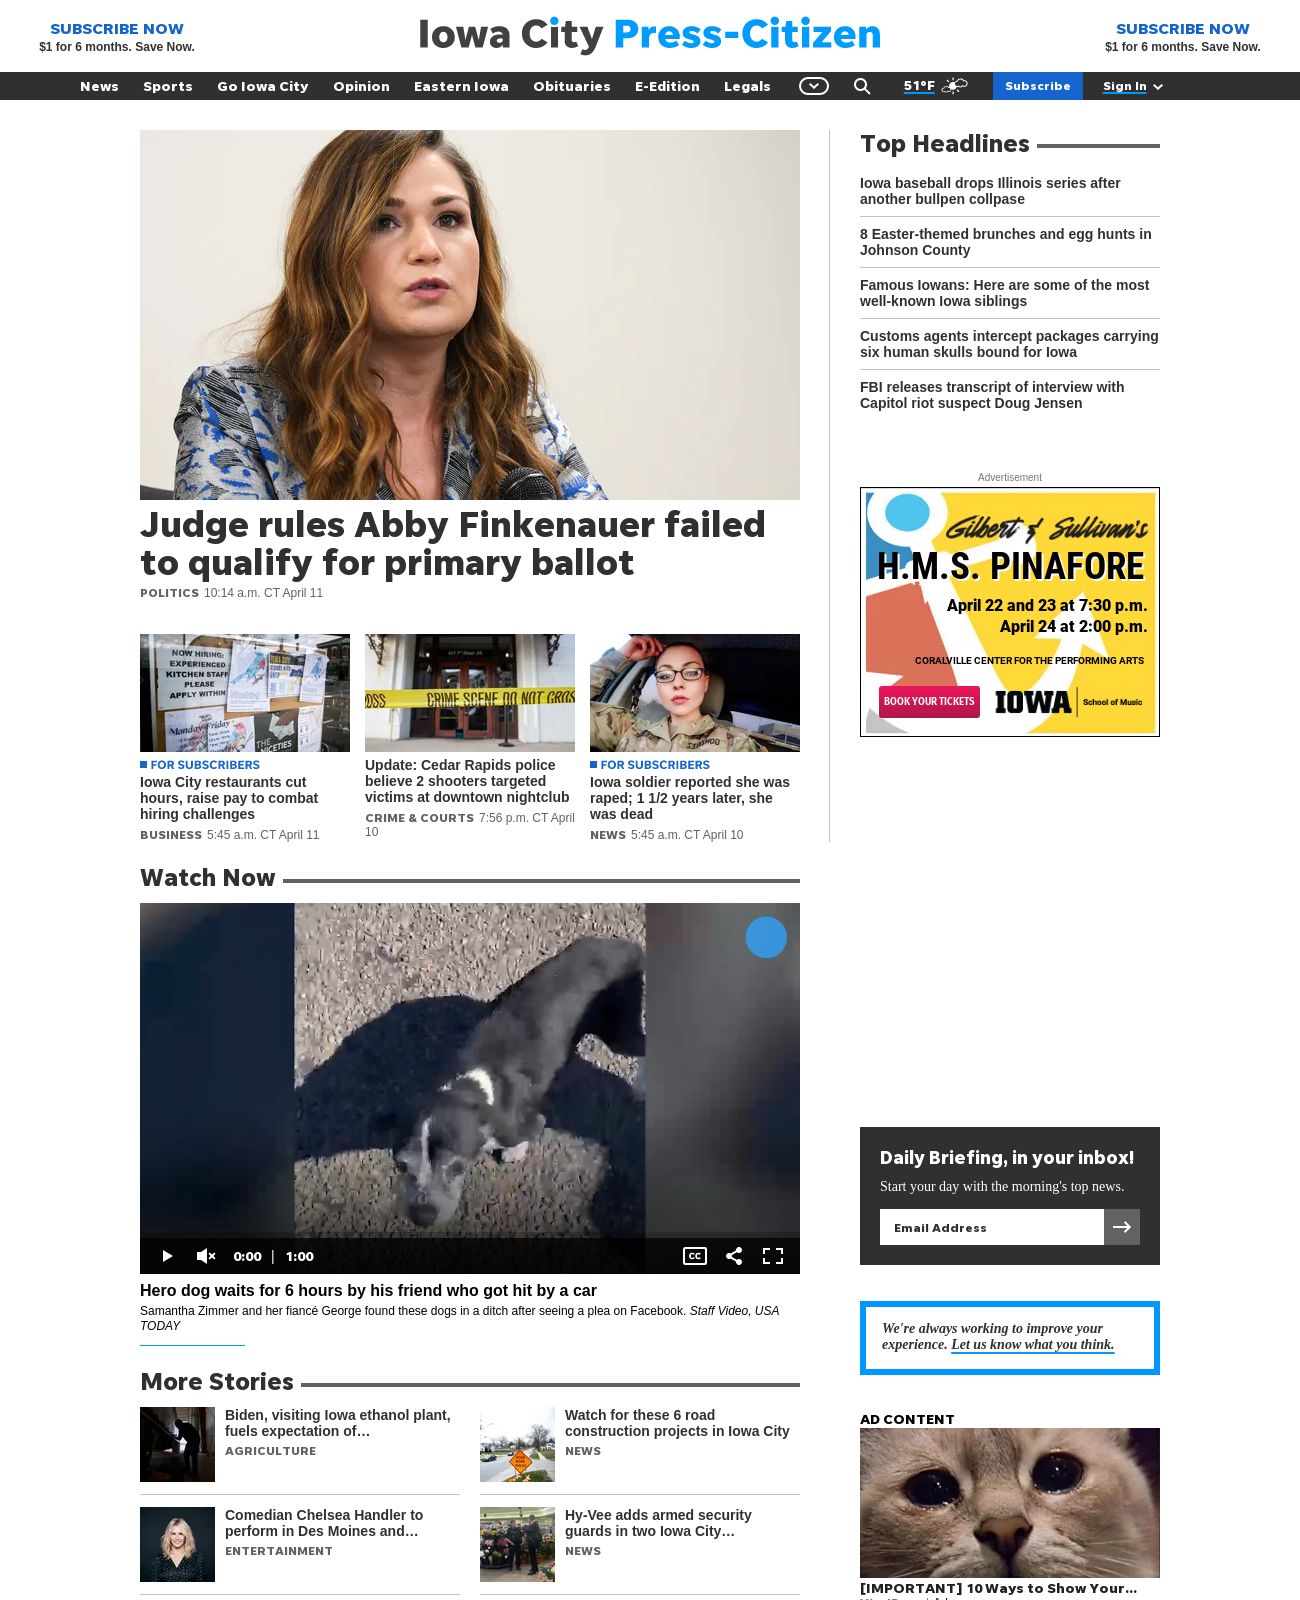 SUBSCRIBE NOW
$1 for 6 months. Save Now.
Iowa City Press-Citizen
SUBSCRIBE NOW
$1 for 6 months. Save Now.
News Sports Go Iowa City Opinion Eastern Iowa Obituaries E-Edition Legals 51°F Subscribe Sign In
Judge rules Abby Finkenauer failed
to qualify for primary ballot
POLITICS 10:14 a.m. CT April 11
NOW HIRING:
EXPERIENCED
KITCHEN STAFF
PLEASE
APPLY WITHIN
Monday Friday
THE
NICETIES
FOR SUBSCRIBERS
Iowa City restaurants cut
hours, raise pay to combat
hiring challenges
BUSINESS 5:45 a.m. CT April 11
CRIME SCENE DO NOT CROSS
Update: Cedar Rapids police
believe 2 shooters targeted
victims at downtown nightclub
CRIME & COURTS 7:56 p.m. CT April
10
FOR SUBSCRIBERS
Iowa soldier reported she was
raped; 1 1/2 years later, she
was dead
NEWS 5:45 a.m. CT April 10
Top Headlines
Iowa baseball drops Illinois series after
another bullpen collpase
8 Easter-themed brunches and egg hunts in
Johnson County
Famous Iowans: Here are some of the most
well-known Iowa siblings
Customs agents intercept packages carrying
six human skulls bound for Iowa
FBI releases transcript of interview with
Capitol riot suspect Doug Jensen
Advertisement
Gilbert & Sullivan's
H.M.S. PINAFORE
April 22 and 23 at 7:30 p.m.
April 24 at 2:00 p.m.
CORALVILLE CENTER FOR THE PERFORMING ARTS
BOOK YOUR TICKETS
IOWA School of Music
Watch Now
0:00 | 1:00
CC
Hero dog waits for 6 hours by his friend who got hit by a car
Samantha Zimmer and her fiancé George found these dogs in a ditch after seeing a plea on Facebook. Staff Video, USA
TODAY
More Stories
Biden, visiting Iowa ethanol plant,
fuels expectation of…
AGRICULTURE
Watch for these 6 road
construction projects in Iowa City
NEWS
Comedian Chelsea Handler to
perform in Des Moines and…
ENTERTAINMENT
Hy-Vee adds armed security
guards in two Iowa City…
NEWS
Daily Briefing, in your inbox!
Start your day with the morning's top news.
Email Address
We're always working to improve your
experience. Let us know what you think.
AD CONTENT
[IMPORTANT] 10 Ways to Show Your…